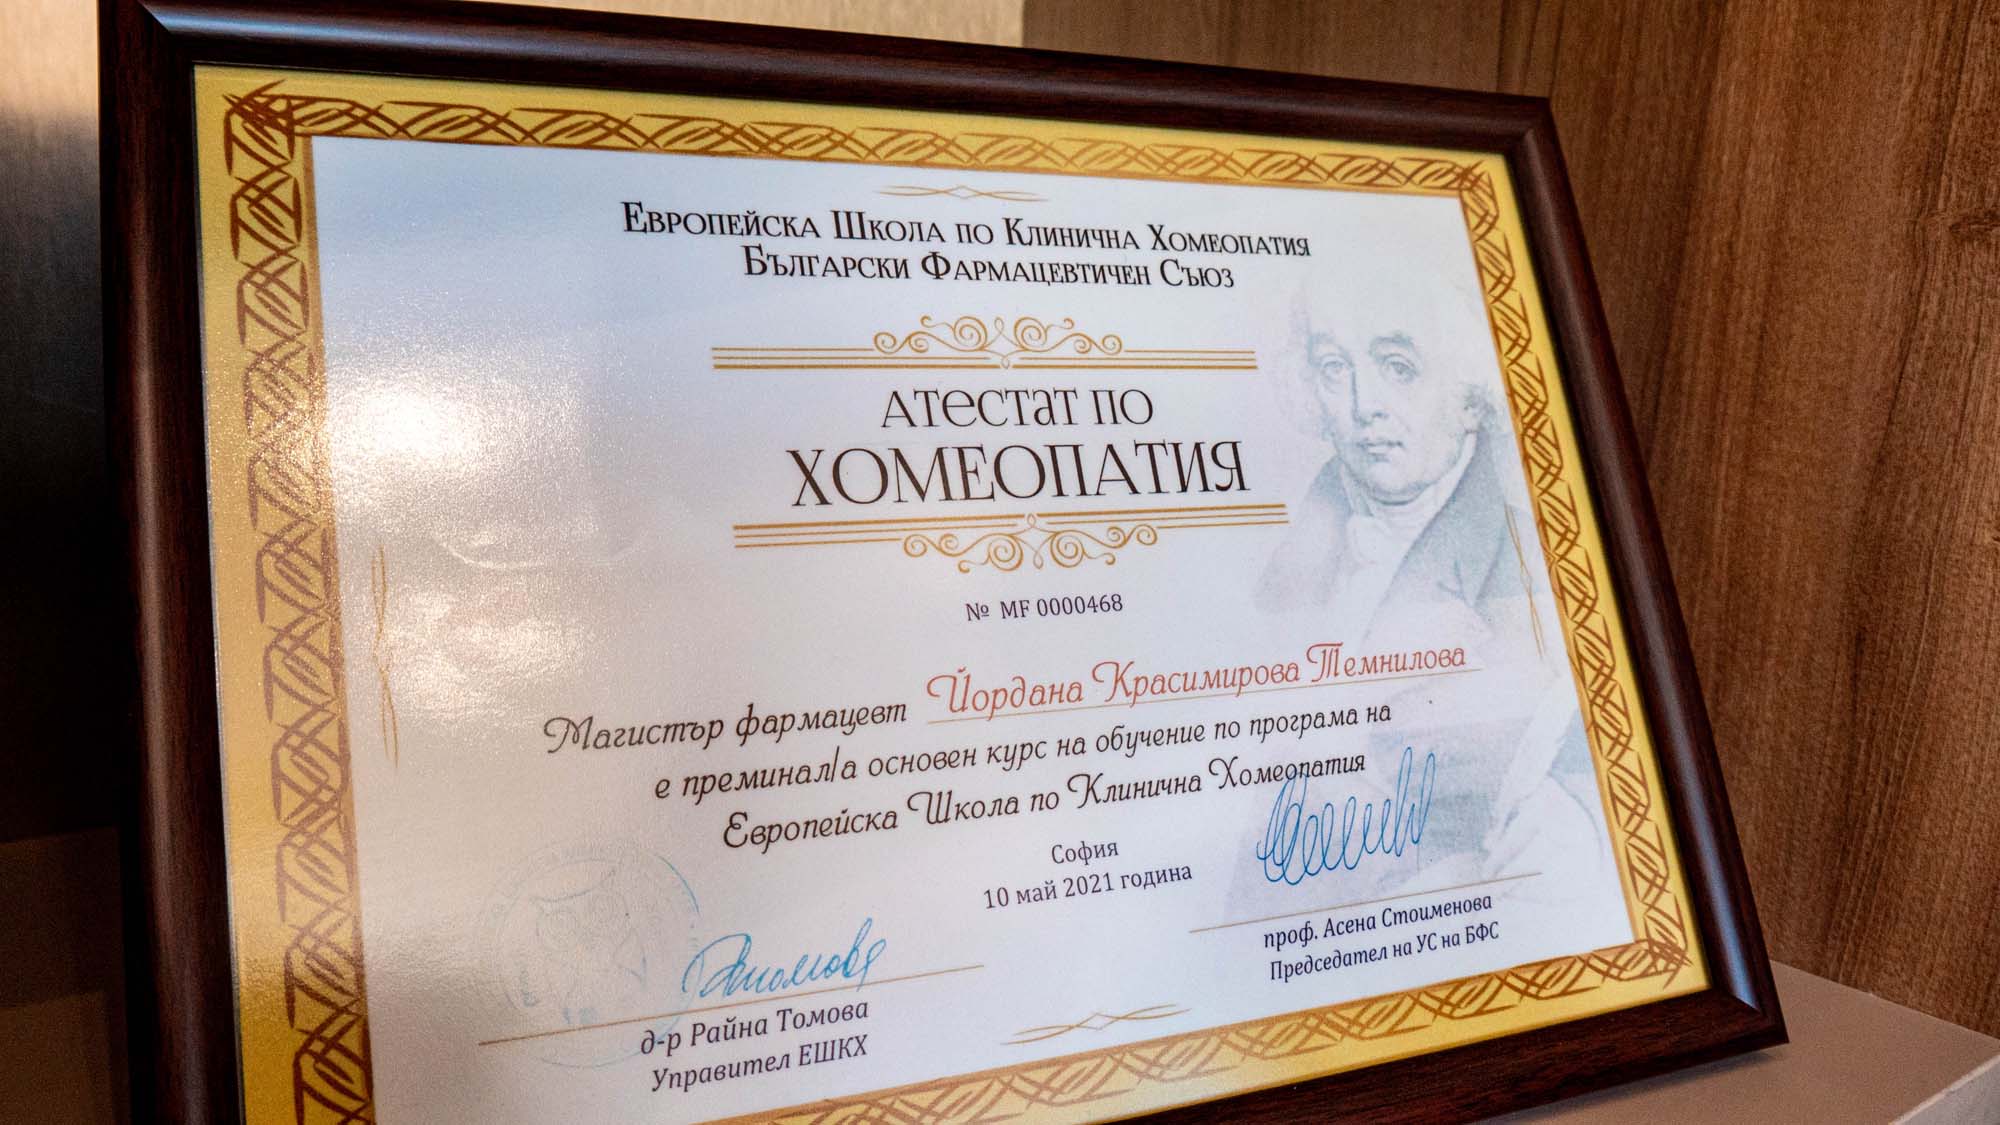 Европейска Школа по Клинична Хомеопатия
Български Фармацевтичен Съюз
Атестат по
ХОМЕОПАТИЯ
№ MF 0000468
Магистър фармацевт Йордана Красимирова Темнилова
е преминал/а основен курс на обучение по програма на
Европейска Школа по Клинична Хомеопатия
София
10 май 2021 година
д-р Райна Томова
Управител ЕШКХ
проф. Асена Стоименова
Председател на УС на БФС